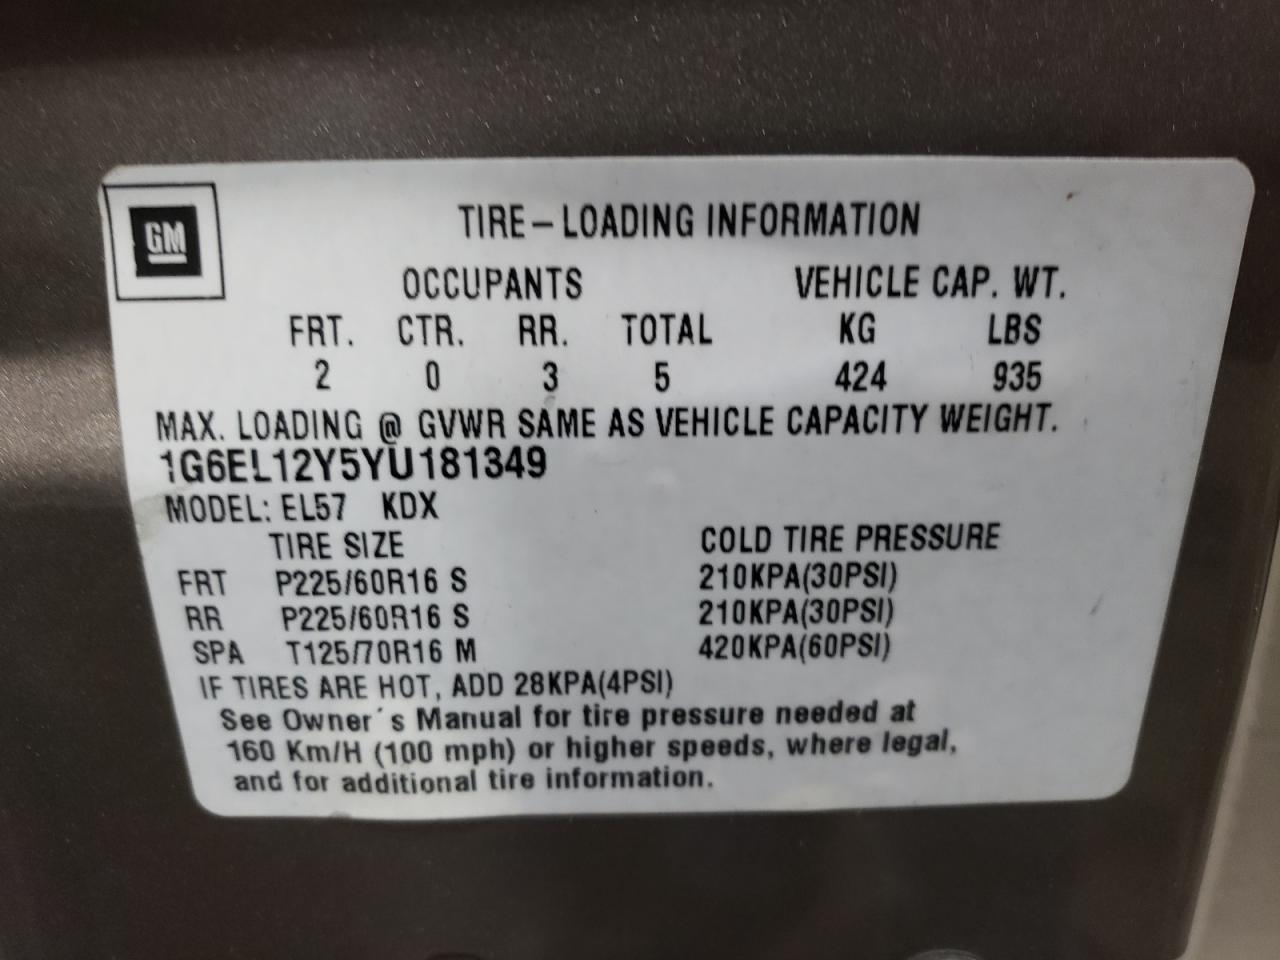 GM
TIRE – LOADING INFORMATION
OCCUPANTS VEHICLE CAP. WT.
FRT. CTR. RR. TOTAL KG LBS
2 0 3 5 424 935
MAX. LOADING @ GVWR SAME AS VEHICLE CAPACITY WEIGHT.
1G6EL12Y5YU181349
MODEL: EL57 KDX
TIRE SIZE COLD TIRE PRESSURE
FRT P225/60R16 S 210KPA(30PSI)
RR P225/60R16 S 210KPA(30PSI)
SPA T125/70R16 M 420KPA(60PSI)
IF TIRES ARE HOT, ADD 28KPA(4PSI)
See Owner´s Manual for tire pressure needed at
160 Km/H (100 mph) or higher speeds, where legal,
and for additional tire information.